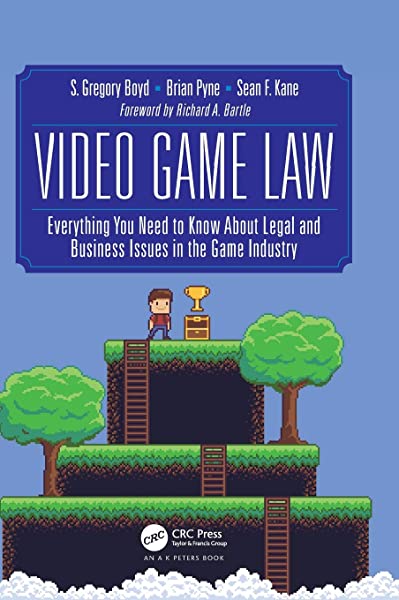 S. Gregory Boyd ▪ Brian Pyne ▪ Sean F. Kane
Foreword by Richard A. Bartle
VIDEO GAME LAW
Everything You Need to Know About Legal and
Business Issues in the Game Industry
CRC
CRC Press
Taylor & Francis Group
AN A K PETERS BOOK